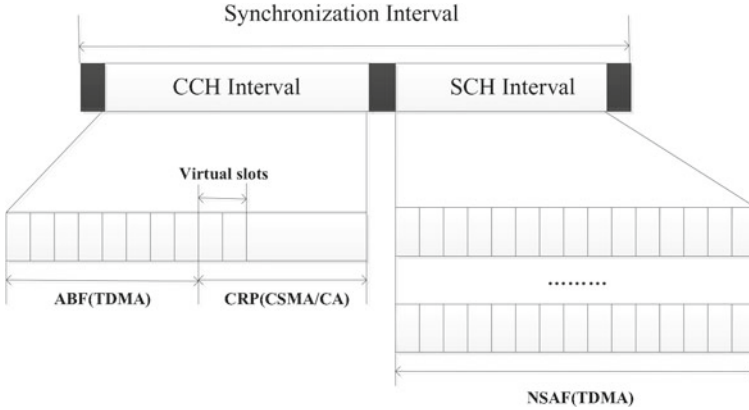 Synchronization Interval
CCH Interval
SCH Interval
Virtual slots
ABF(TDMA)
CRP(CSMA/CA)
………
NSAF(TDMA)